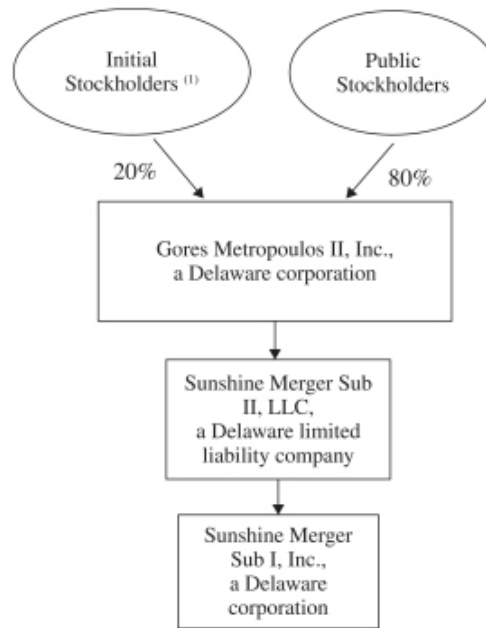 Initial
Stockholders (1)
Public
Stockholders
20%
80%
Gores Metropoulos II, Inc.,
a Delaware corporation
Sunshine Merger Sub
II, LLC,
a Delaware limited
liability company
Sunshine Merger
Sub I, Inc.,
a Delaware
corporation